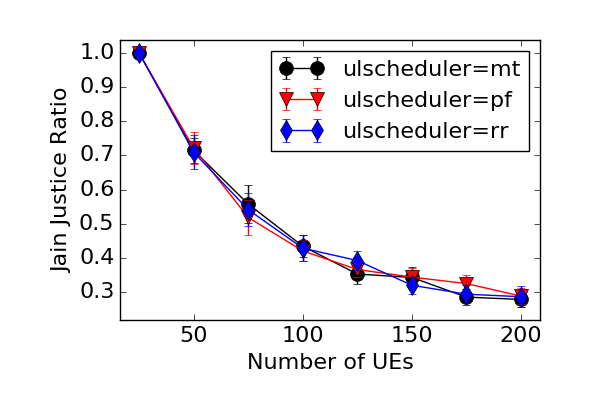 1.0
0.9
0.8
0.7
0.6
0.5
0.4
0.3
Jain Justice Ratio
ulscheduler=mt
ulscheduler=pf
ulscheduler=rr
50
100
150
200
Number of UEs